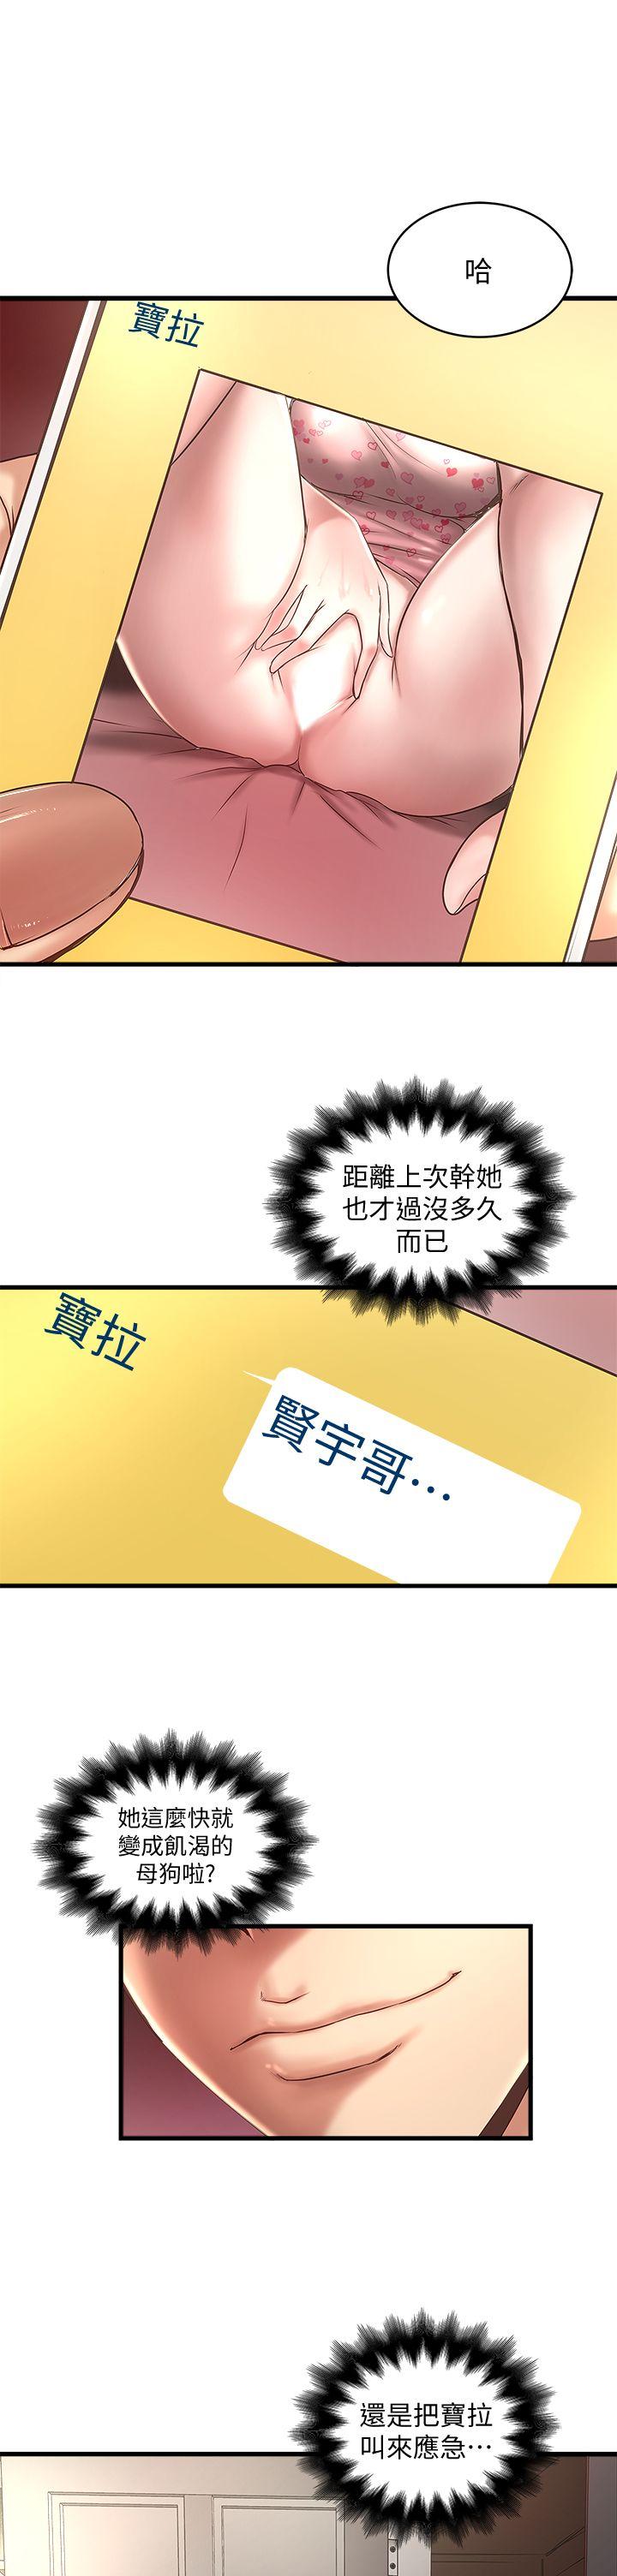 哈
寶拉
距離上次幹她
也才過沒多久
而已
寶拉
賢宇哥…
她這麼快就
變成飢渴的
母狗啦?
還是把寶拉
叫來應急…